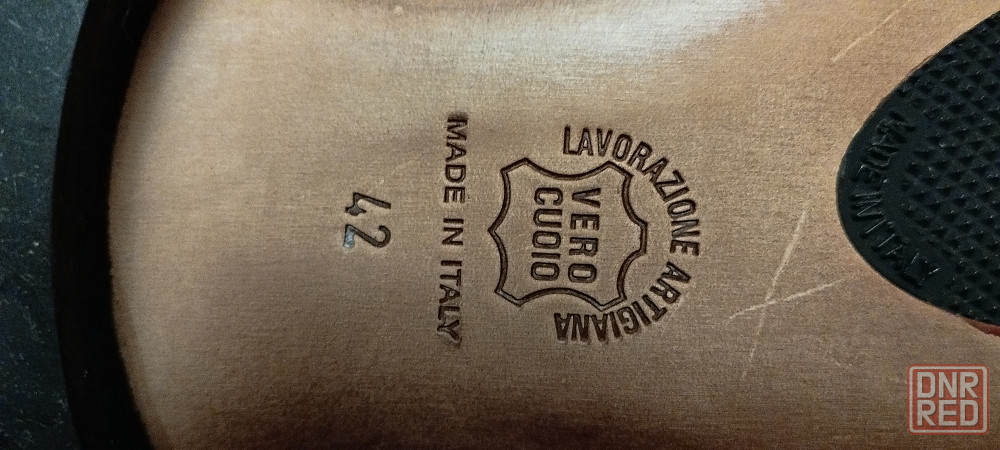 LAVORAZIONE ARTIGIANA
VERO
CUOIO
MADE IN ITALY
42
MADE IN ITALY
DNR
RED